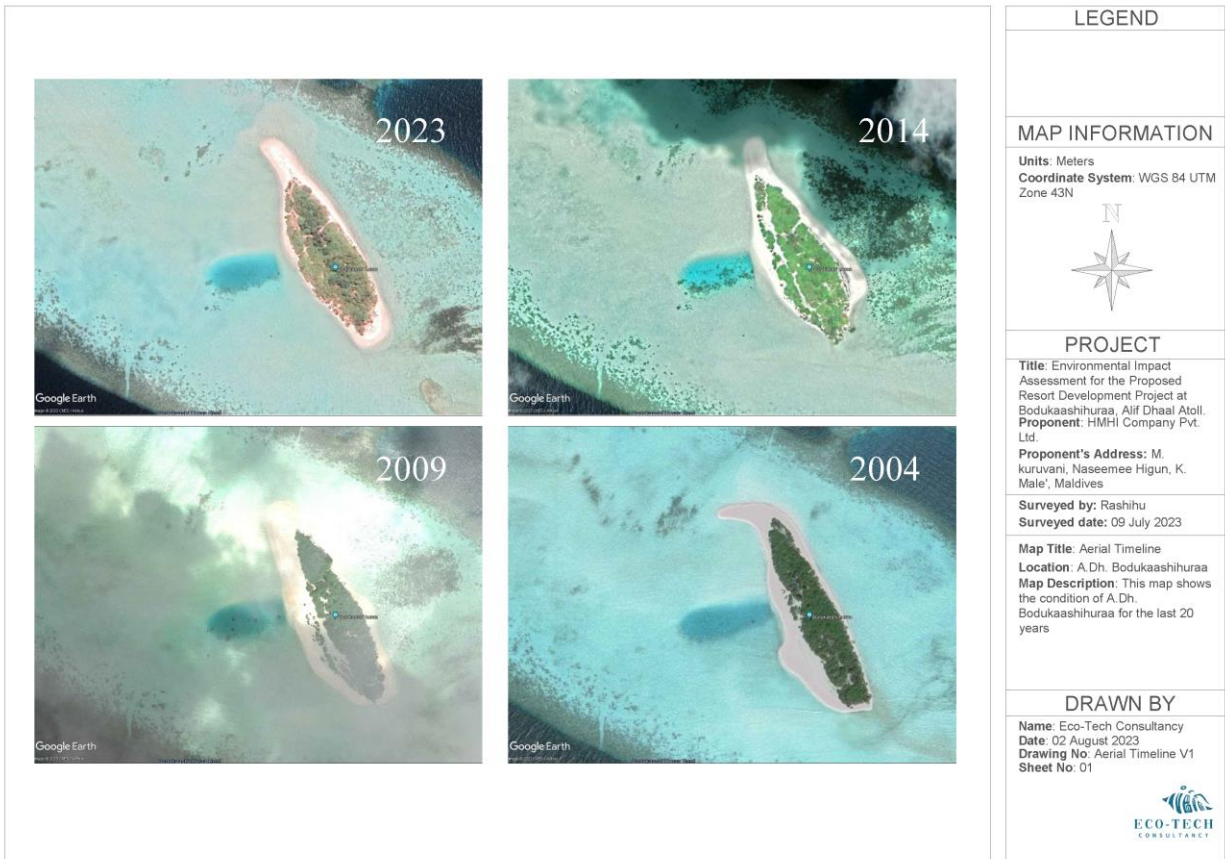 2023
Google Earth
2014
Google Earth
2009
Google Earth
2004
Google Earth
LEGEND
MAP INFORMATION
Units: Meters
Coordinate System: WGS 84 UTM
Zone 43N
N
PROJECT
Title: Environmental Impact
Assessment for the Proposed
Resort Development Project at
Bodukaashihuraa, Alif Dhaal Atoll.
Proponent: HMHI Company Pvt.
Ltd.
Proponent's Address: M.
kuruvani, Naseemee Higun, K.
Male', Maldives
Surveyed by: Rashihu
Surveyed date: 09 July 2023
Map Title: Aerial Timeline
Location: A.Dh. Bodukaashihuraa
Map Description: This map shows
the condition of A.Dh.
Bodukaashihuraa for the last 20
years
DRAWN BY
Name: Eco-Tech Consultancy
Date: 02 August 2023
Drawing No: Aerial Timeline V1
Sheet No: 01
ECO-TECH
CONSULTANCY